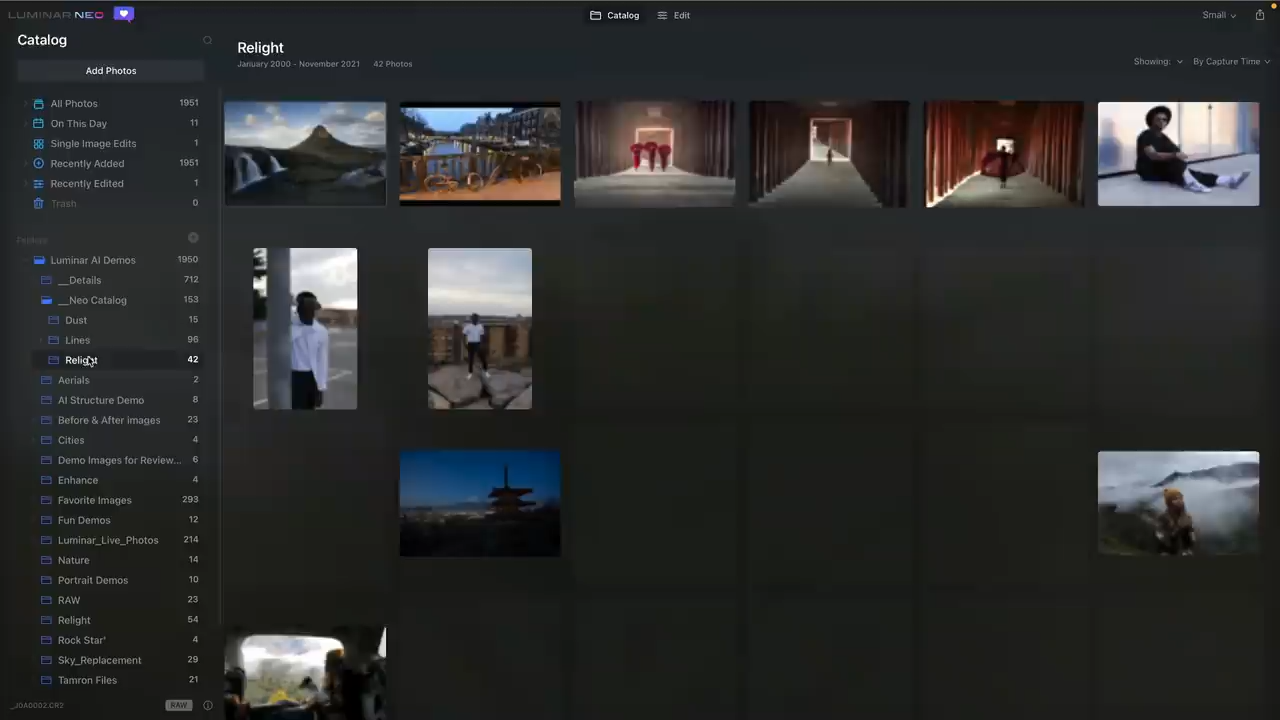 LUMINAR NEO
Catalog
Edit
Small
Catalog
Add Photos
Relight
January 2000 - November 2021 42 Photos
Showing:
By Capture Time
All Photos 1951
On This Day 11
Single Image Edits 1
Recently Added 1951
Recently Edited 1
Trash 0
Folders
Luminar AI Demos 1950
__Details 712
__Neo Catalog 153
Dust 15
Lines 96
Relight 42
Aerials 2
AI Structure Demo 8
Before & After images 23
Cities 4
Demo Images for Review... 6
Enhance 4
Favorite Images 293
Fun Demos 12
Luminar_Live_Photos 214
Nature 14
Portrait Demos 10
RAW 23
Relight 54
Rock Star' 4
Sky_Replacement 29
Tamron Files 21
_J0A0002.CR2 RAW